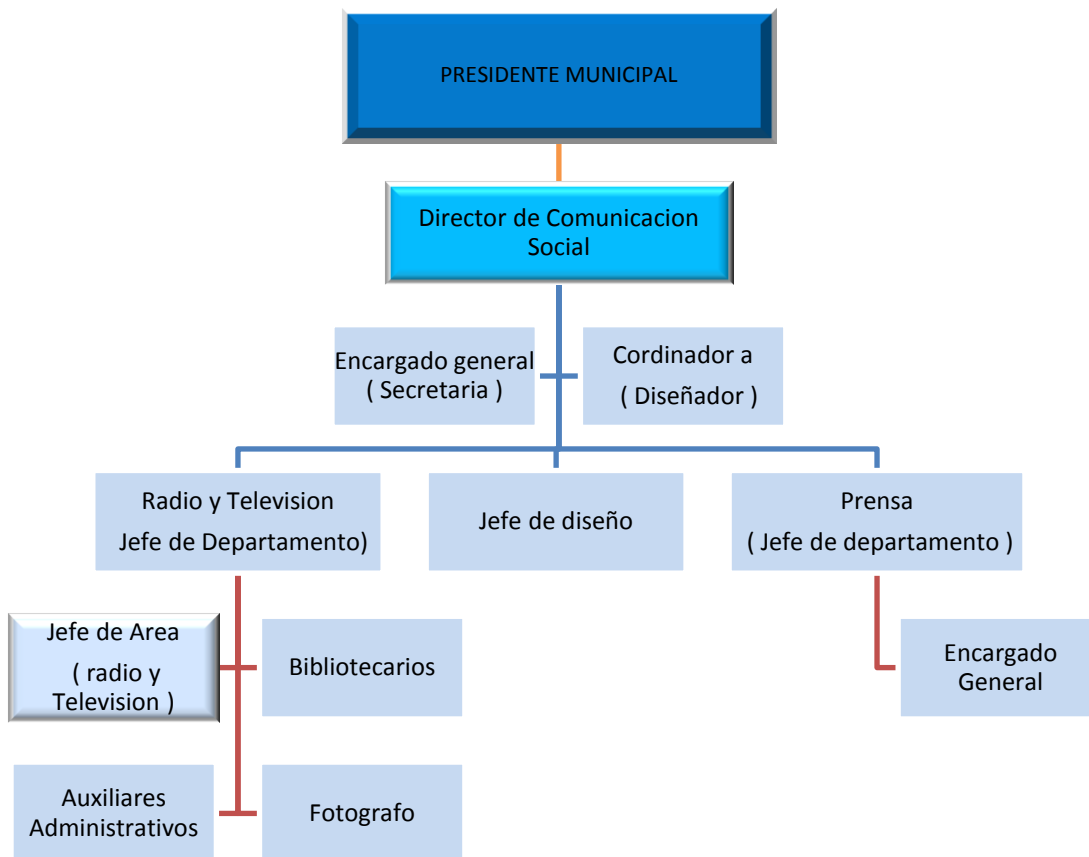 PRESIDENTE MUNICIPAL
Director de Comunicacion
Social
Encargado general
( Secretaria )
Cordinador a
( Diseñador )
Radio y Television
Jefe de Departamento)
Jefe de diseño
Prensa
( Jefe de departamento )
Jefe de Area
( radio y
Television )
Bibliotecarios
Encargado
General
Auxiliares
Administrativos
Fotografo